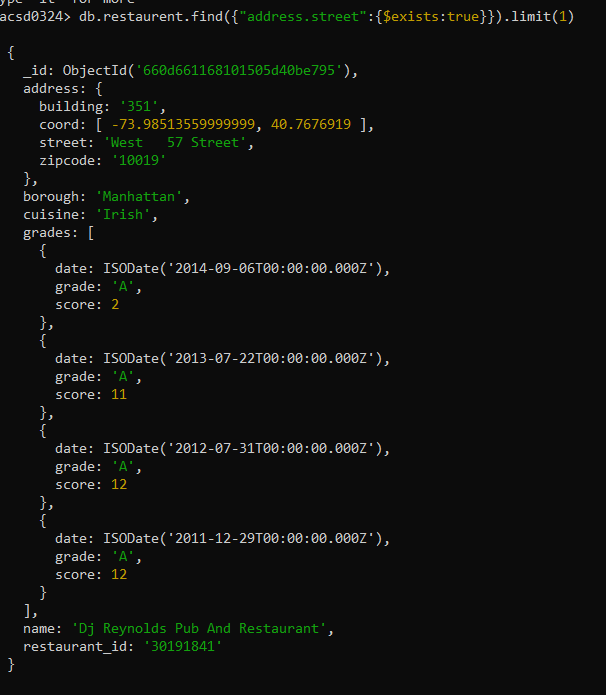 ype "it" for more
acsd0324> db.restaurent.find({"address.street":{$exists:true}}).limit(1)
{
  _id: ObjectId('660d661168101505d40be795'),
  address: {
    building: '351',
    coord: [ -73.98513559999999, 40.7676919 ],
    street: 'West   57 Street',
    zipcode: '10019'
  },
  borough: 'Manhattan',
  cuisine: 'Irish',
  grades: [
    {
      date: ISODate('2014-09-06T00:00:00.000Z'),
      grade: 'A',
      score: 2
    },
    {
      date: ISODate('2013-07-22T00:00:00.000Z'),
      grade: 'A',
      score: 11
    },
    {
      date: ISODate('2012-07-31T00:00:00.000Z'),
      grade: 'A',
      score: 12
    },
    {
      date: ISODate('2011-12-29T00:00:00.000Z'),
      grade: 'A',
      score: 12
    }
  ],
  name: 'Dj Reynolds Pub And Restaurant',
  restaurant_id: '30191841'
}